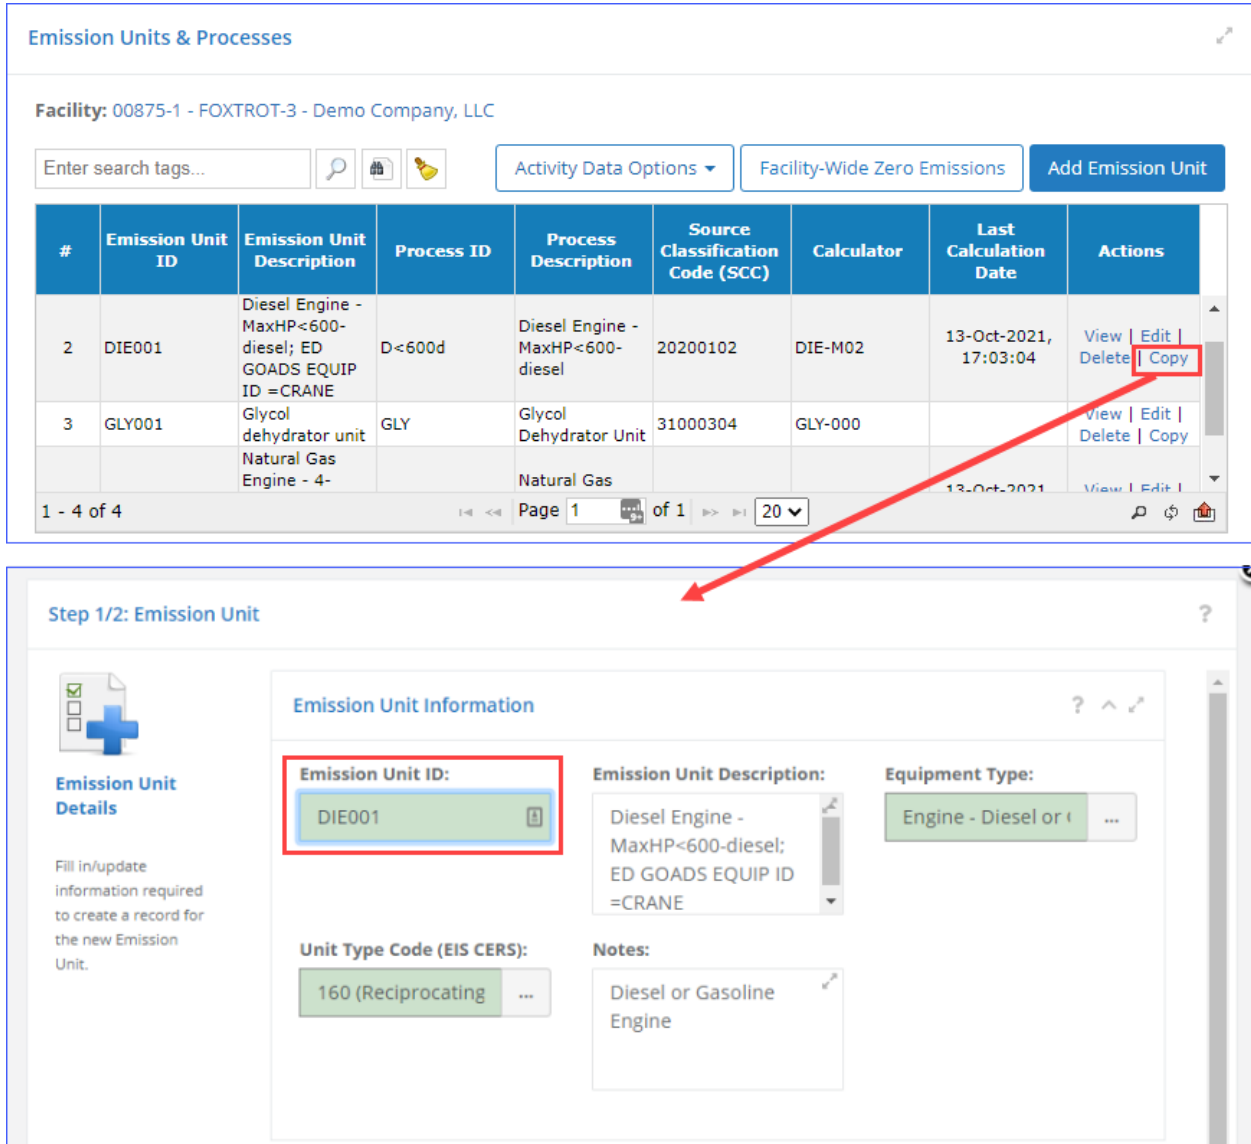 Emission Units & Processes
Facility: 00875-1 - FOXTROT-3 - Demo Company, LLC
Enter search tags...
Activity Data Options
Facility-Wide Zero Emissions
Add Emission Unit
#
Emission Unit
ID
Emission Unit
Description
Process ID
Process
Description
Source
Classification
Code (SCC)
Calculator
Last
Calculation
Date
Actions
2
DIE001
Diesel Engine -
MaxHP<600-
diesel; ED
GOADS EQUIP
ID =CRANE
D<600d
Diesel Engine -
MaxHP<600-
diesel
20200102
DIE-M02
13-Oct-2021,
17:03:04
View | Edit |
Delete | Copy
3
GLY001
Glycol
dehydrator unit
GLY
Glycol
Dehydrator Unit
31000304
GLY-000
View | Edit |
Delete | Copy
Natural Gas
Engine - 4-
Natural Gas
13-Oct-2021
View | Edit |
1 - 4 of 4
Page 1 of 1
20
Step 1/2: Emission Unit
?
Emission Unit
Details
Fill in/update
information required
to create a record for
the new Emission
Unit.
Emission Unit Information
?
Emission Unit ID:
DIE001
Emission Unit Description:
Diesel Engine -
MaxHP<600-diesel;
ED GOADS EQUIP ID
=CRANE
Equipment Type:
Engine - Diesel or
...
Unit Type Code (EIS CERS):
160 (Reciprocating
...
Notes:
Diesel or Gasoline
Engine